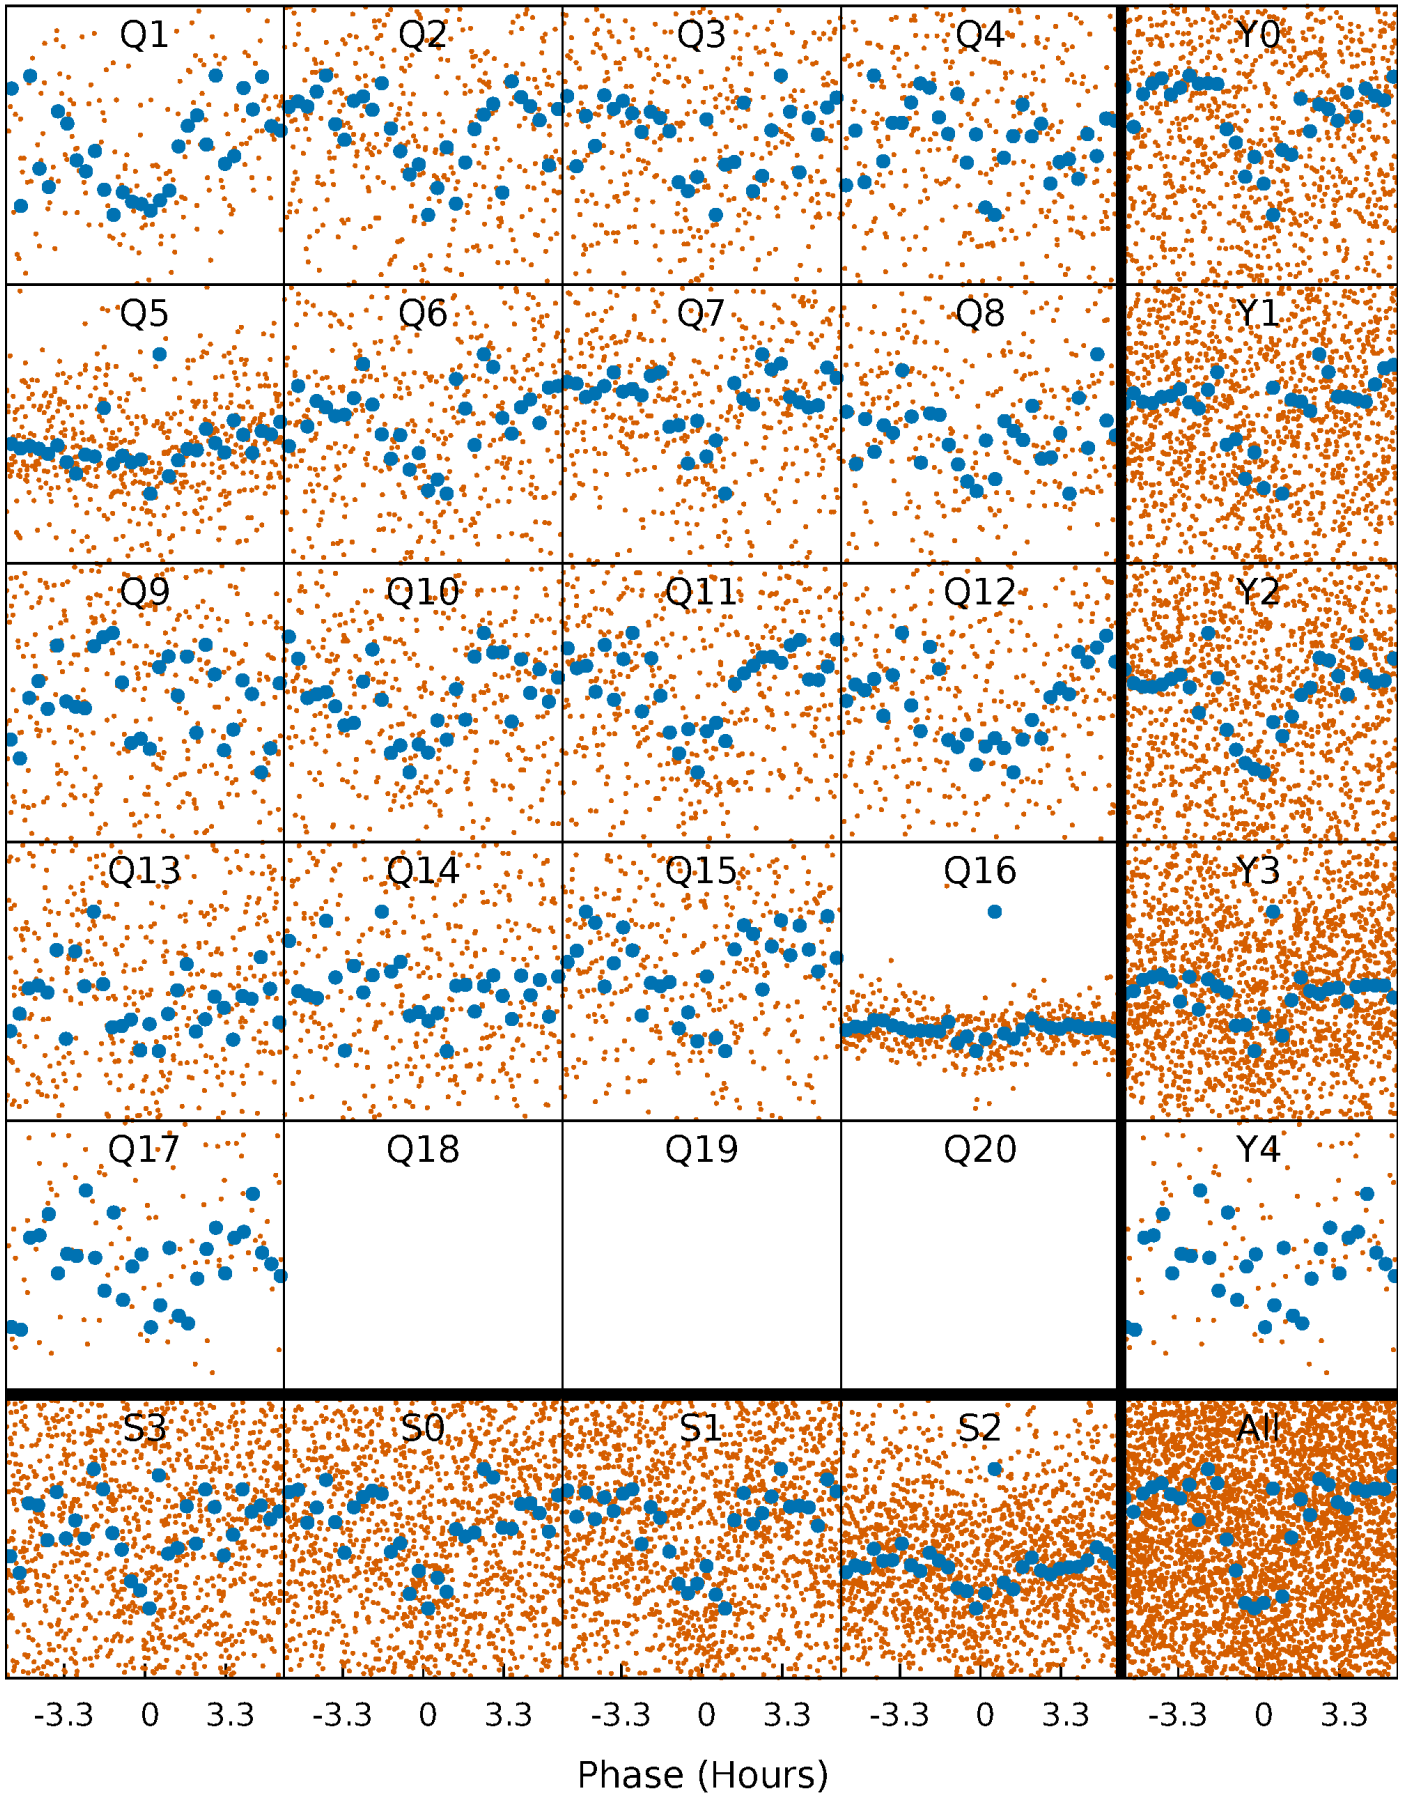 Q1 Q2 Q3 Q4 Y0
Q5 Q6 Q7 Q8 Y1
Q9 Q10 Q11 Q12 Y2
Q13 Q14 Q15 Q16 Y3
Q17 Q18 Q19 Q20 Y4
S3 S0 S1 S2 All
-3.3 0 3.3 -3.3 0 3.3 -3.3 0 3.3 -3.3 0 3.3 -3.3 0 3.3
Phase (Hours)